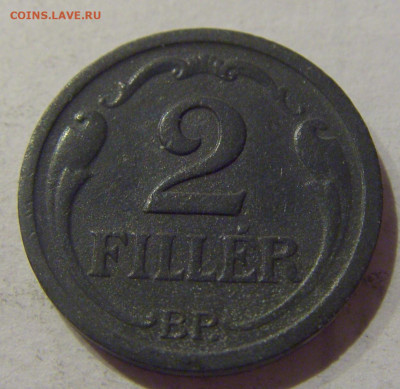 COINS.LAVE.RU
2
FILLÉR
BP.